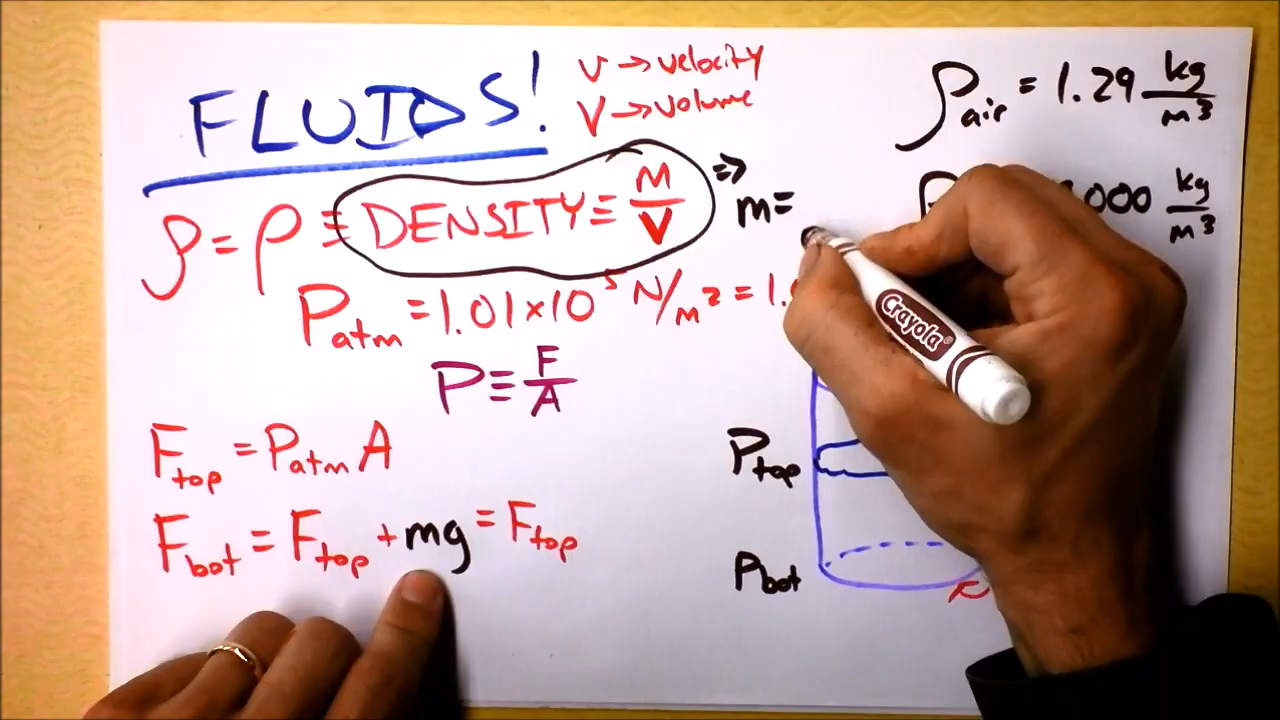 FLUIDS!
v → velocity
V → volume
ρ = ρ ≡ DENSITY ≡ M/V ⇒ m =
ρair = 1.29 kg/m³
000 kg/m³
Patm = 1.01 × 10⁵ N/m² = 1.
P ≡ F/A
Ftop = Patm A
Fbot = Ftop + mg = Ftop
Ptop
Pbot
Crayola®